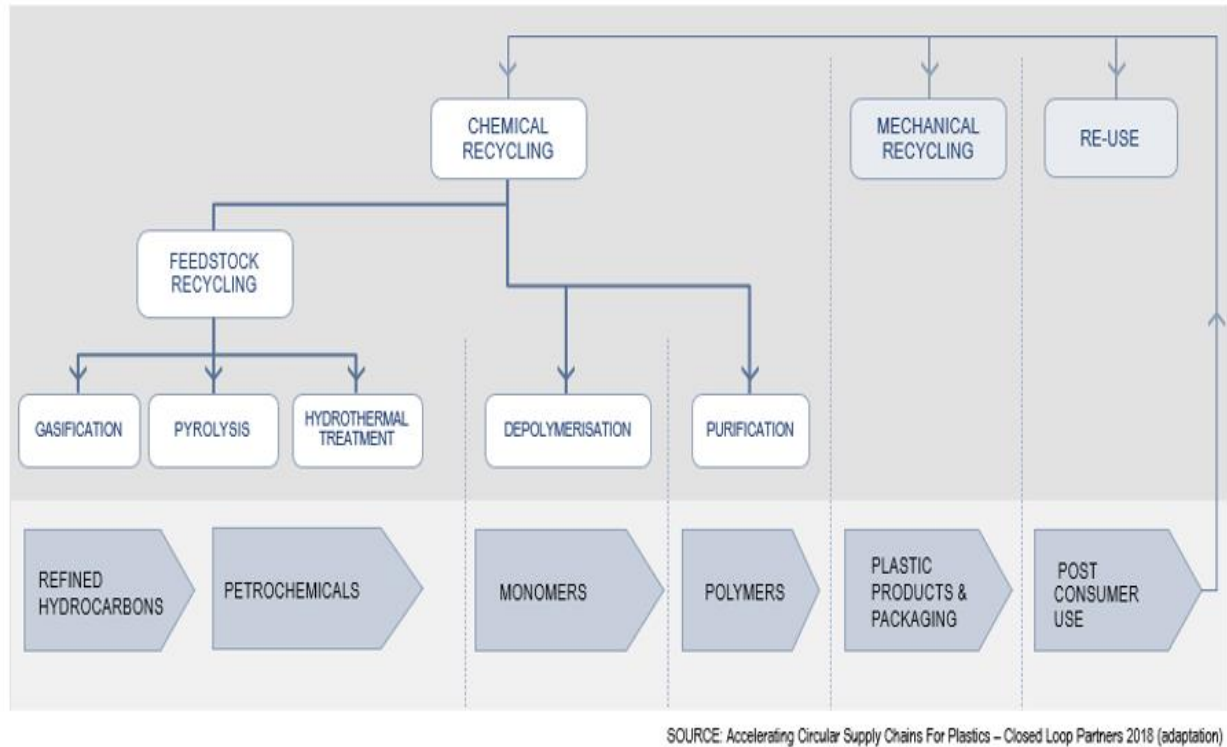 CHEMICAL
RECYCLING
MECHANICAL
RECYCLING
RE-USE
FEEDSTOCK
RECYCLING
GASIFICATION
PYROLYSIS
HYDROTHERMAL
TREATMENT
DEPOLYMERISATION
PURIFICATION
REFINED
HYDROCARBONS
PETROCHEMICALS
MONOMERS
POLYMERS
PLASTIC
PRODUCTS &
PACKAGING
POST
CONSUMER
USE
SOURCE: Accelerating Circular Supply Chains For Plastics – Closed Loop Partners 2018 (adaptation)